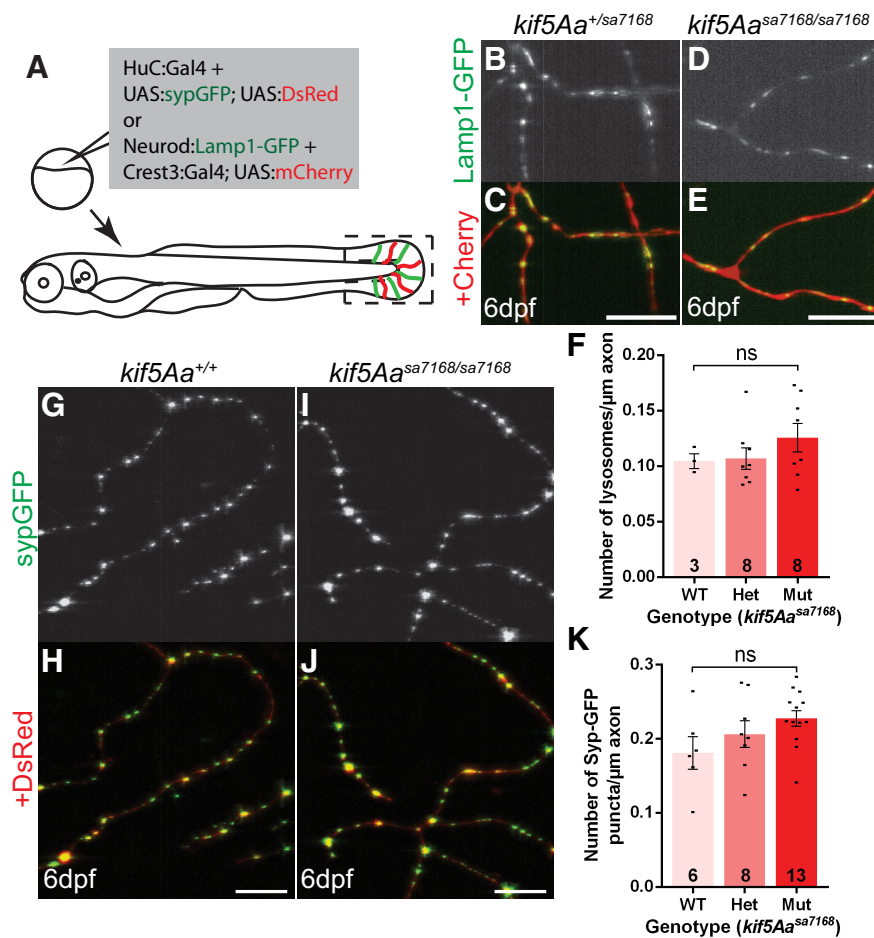 A
HuC:Gal4 +
UAS:sypGFP; UAS:DsRed
or
Neurod:Lamp1-GFP +
Crest3:Gal4; UAS:mCherry
kif5Aa+/sa7168
kif5Aasa7168/sa7168
Lamp1-GFP
+Cherry
B
D
C
E
6dpf
6dpf
F
ns
Number of lysosomes/µm axon
0.20
0.15
0.10
0.05
0.00
3
8
8
WT
Het
Mut
Genotype (kif5Aasa7168)
kif5Aa+/+
kif5Aasa7168/sa7168
sypGFP
+DsRed
G
I
H
J
6dpf
6dpf
K
ns
Number of Syp-GFP
puncta/µm axon
0.3
0.2
0.1
0.0
6
8
13
WT
Het
Mut
Genotype (kif5Aasa7168)